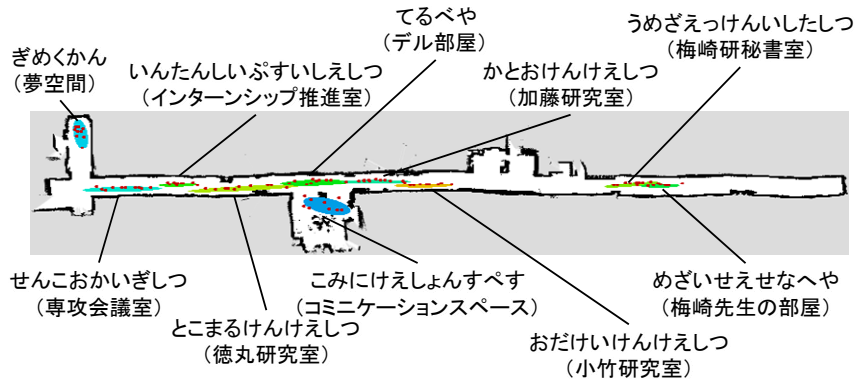 てるべや
(デル部屋)
うめざえっけんいしたしつ
(梅崎研秘書室)
ぎめくかん
(夢空間)
いんたんしいぷすいしえしつ
(インターンシップ推進室)
かとおけんけえしつ
(加藤研究室)
せんこおかいぎしつ
(専攻会議室)
こみにけえしょんすぺす
(コミニケーションスペース)
めざいせえせなへや
(梅崎先生の部屋)
とこまるけんけえしつ
(徳丸研究室)
おだけいけんけえしつ
(小竹研究室)